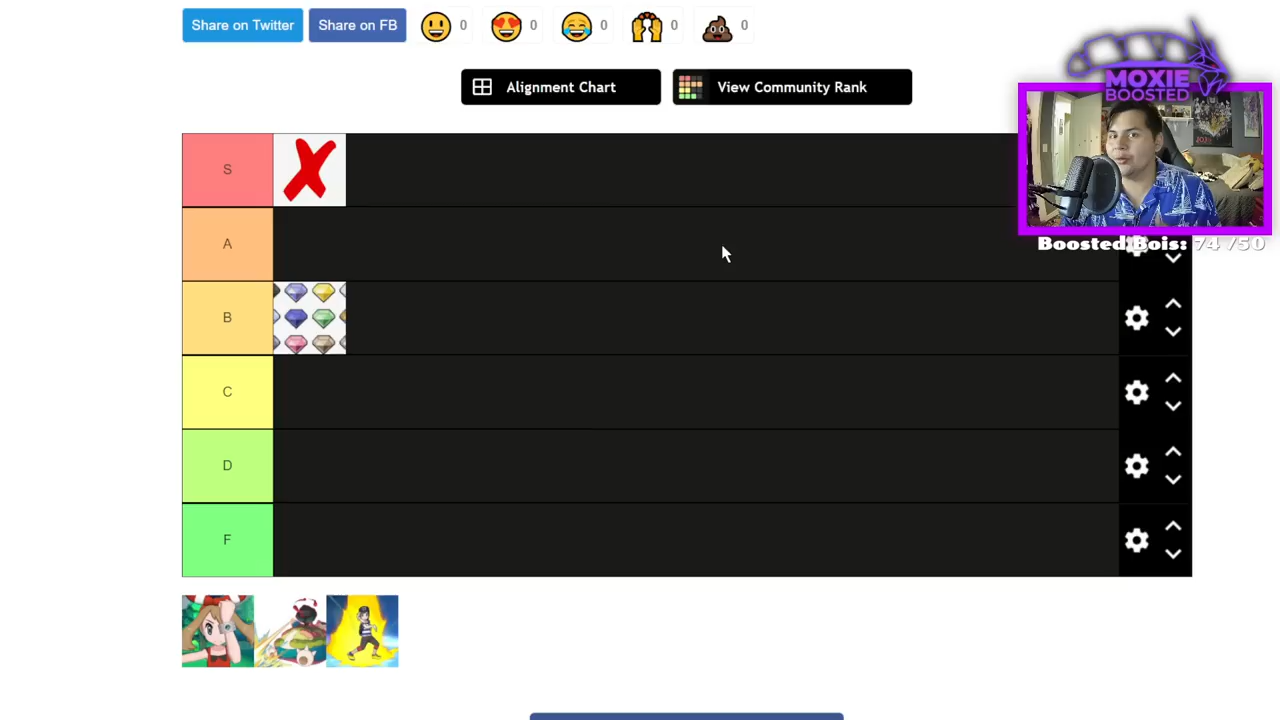 Share on Twitter
Share on FB
0
0
0
0
0
Alignment Chart
View Community Rank
MOXIE
BOOSTED
Boosted Bois: 74 /50
S
A
B
C
D
F